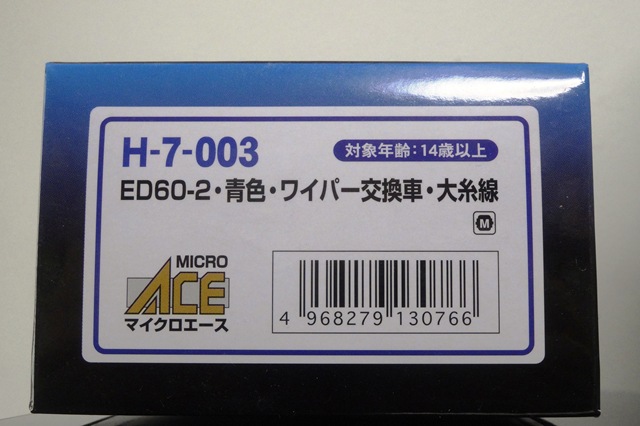 H-7-003
対象年齢:14歳以上
ED60-2・青色・ワイパー交換車・大糸線
M
MICRO
ACE
マイクロエース
4 968279 130766